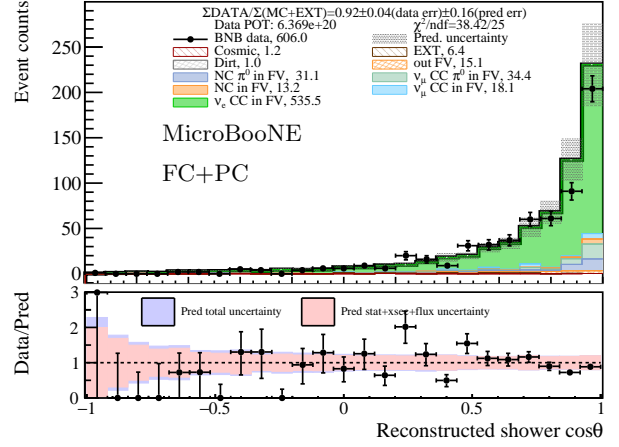 ΣDATA/Σ(MC+EXT)=0.92±0.04(data err)±0.16(pred err)
Data POT: 6.369e+20 χ²/ndf=38.42/25
BNB data, 606.0 Pred. uncertainty
Cosmic, 1.2 EXT, 6.4
Dirt, 1.0 out FV, 15.1
NC π⁰ in FV, 31.1 ν_μ CC π⁰ in FV, 34.4
NC in FV, 13.2 ν_μ CC in FV, 18.1
ν_e CC in FV, 535.5
MicroBooNE
FC+PC
Event counts
300
250
200
150
100
50
0
Pred total uncertainty Pred stat+xsec+flux uncertainty
Data/Pred
3
2
1
0
−1 −0.5 0 0.5 1
Reconstructed shower cosθ